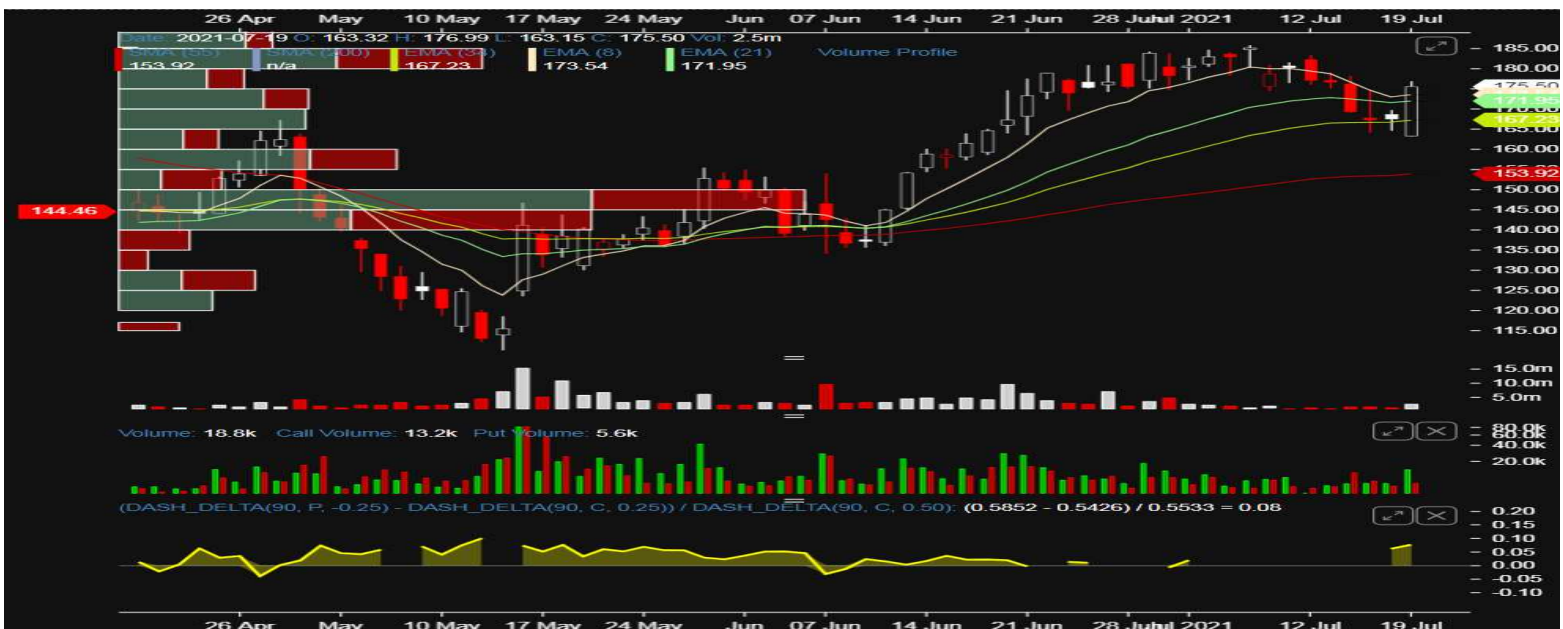 26 Apr May 10 May 17 May 24 May Jun 07 Jun 14 Jun 21 Jun 28 Jun 2021 12 Jul 19 Jul
Date: 2021-07-19 O: 163.32 H: 176.99 L: 163.15 C: 175.50 Vol: 2.5m
SMA (55) SMA (200) EMA (34) EMA (8) EMA (21) Volume Profile
153.92 n/a 167.23 173.54 171.95
185.00
180.00
175.50
171.95
170.00
167.23
165.00
160.00
153.92
150.00
144.46
145.00
140.00
135.00
130.00
125.00
120.00
115.00
15.0m
10.0m
5.0m
Volume: 18.8k Call Volume: 13.2k Put Volume: 5.6k
80.0k
60.0k
40.0k
20.0k
(DASH_DELTA(90, P, -0.25) - DASH_DELTA(90, C, 0.25)) / DASH_DELTA(90, C, 0.50): (0.5852 - 0.5426) / 0.5533 = 0.08
0.20
0.15
0.10
0.05
0.00
-0.05
-0.10
26 Apr May 10 May 17 May 24 May Jun 07 Jun 14 Jun 21 Jun 28 Jun 2021 12 Jul 19 Jul